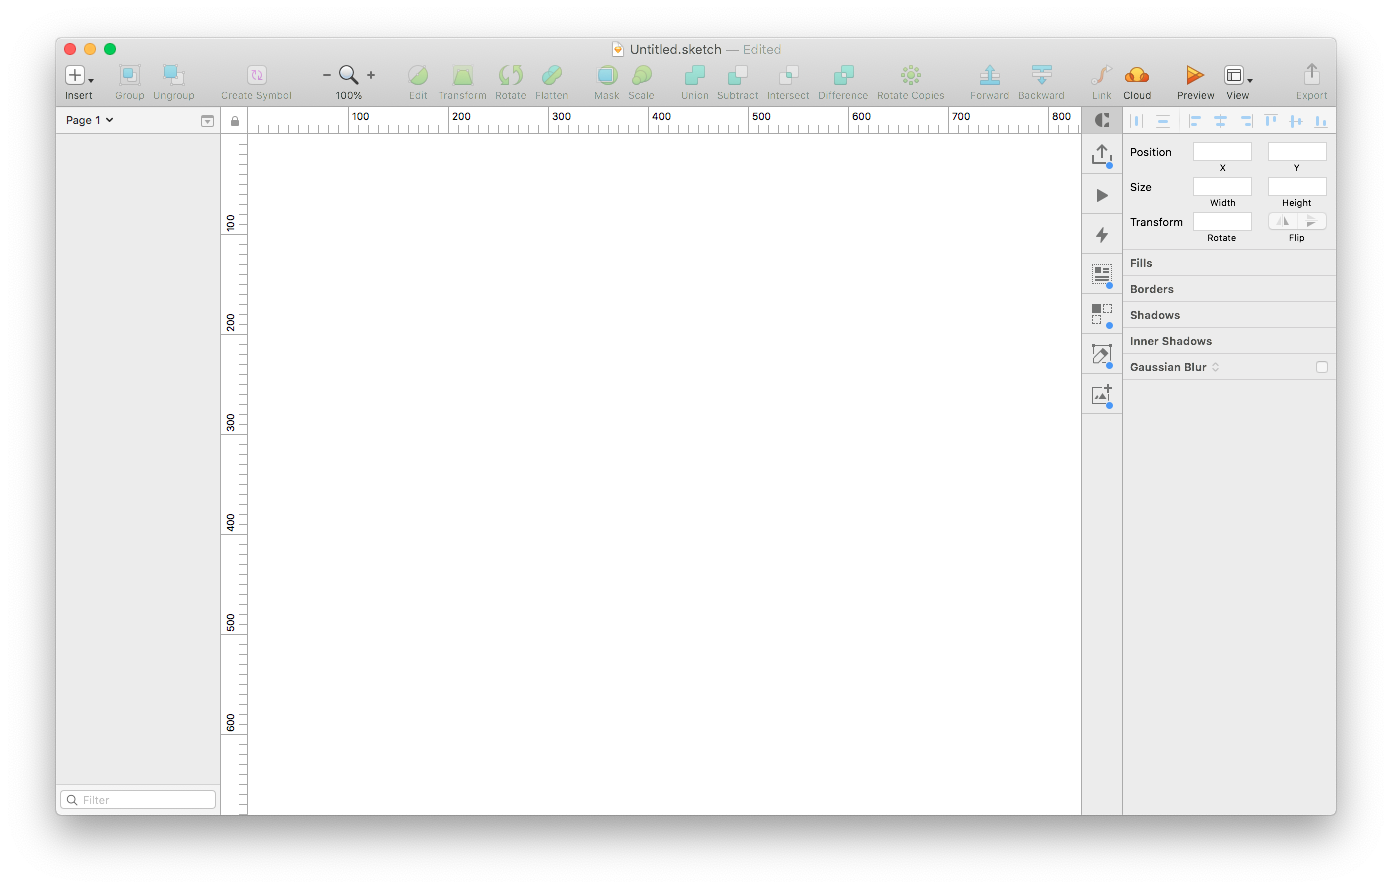 Untitled.sketch — Edited
Insert Group Ungroup Create Symbol 100% Edit Transform Rotate Flatten Mask Scale Union Subtract Intersect Difference Rotate Copies Forward Backward Link Cloud Preview View Export
Page 1
100 200 300 400 500 600 700 800
100
200
300
400
500
600
Position
X Y
Size
Width Height
Transform
Rotate Flip
Fills
Borders
Shadows
Inner Shadows
Gaussian Blur
Filter